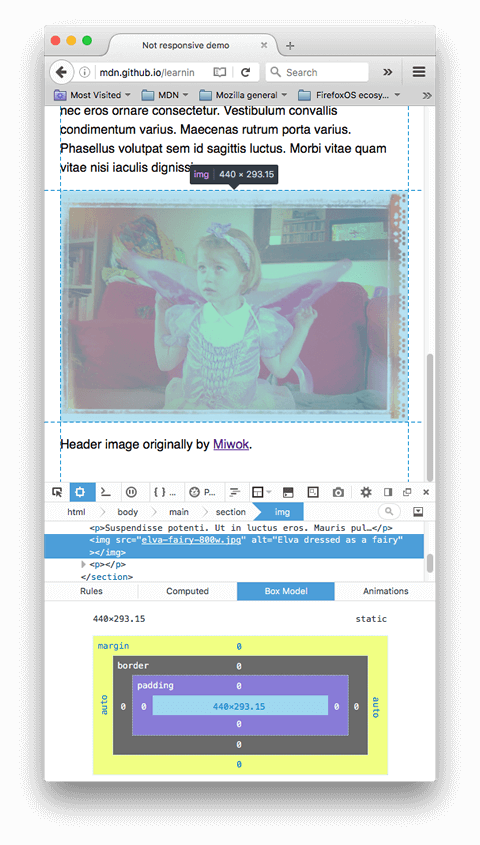 Not responsive demo
mdn.github.io/learnin
Search
Most Visited MDN Mozilla general FirefoxOS ecosy...
nec eros ornare consectetur. Vestibulum convallis
condimentum varius. Maecenas rutrum porta varius.
Phasellus volutpat sem id sagittis luctus. Morbi vitae quam
vitae nisi iaculis dignissi
img 440 × 293.15
Header image originally by Miwok.
{ } P...
html body main section img
<p>Suspendisse potenti. Ut in luctus eros. Mauris pul…</p>
<img src="elva-fairy-800w.jpg" alt="Elva dressed as a fairy"
></img>
<p></p>
</section>
Rules Computed Box Model Animations
440×293.15 static
margin 0
border 0
padding 0
auto 0 0 440×293.15 0 0 auto
0
0
0